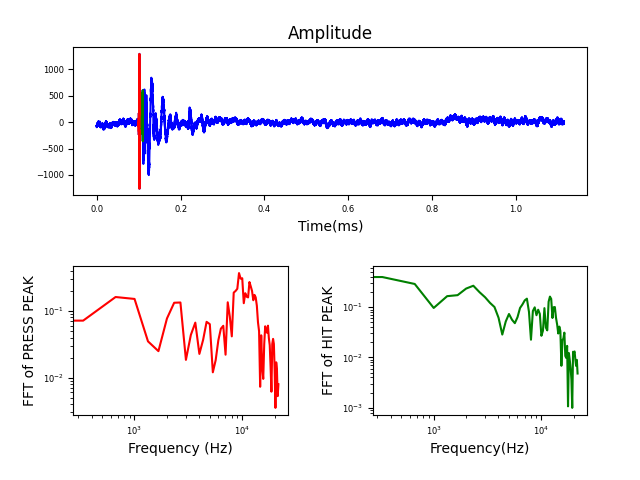 Amplitude
1000
500
0
−500
−1000
0.0 0.2 0.4 0.6 0.8 1.0
Time(ms)
FFT of PRESS PEAK
10⁻¹
10⁻²
10³ 10⁴
Frequency (Hz)
FFT of HIT PEAK
10⁻¹
10⁻²
10⁻³
10³ 10⁴
Frequency(Hz)